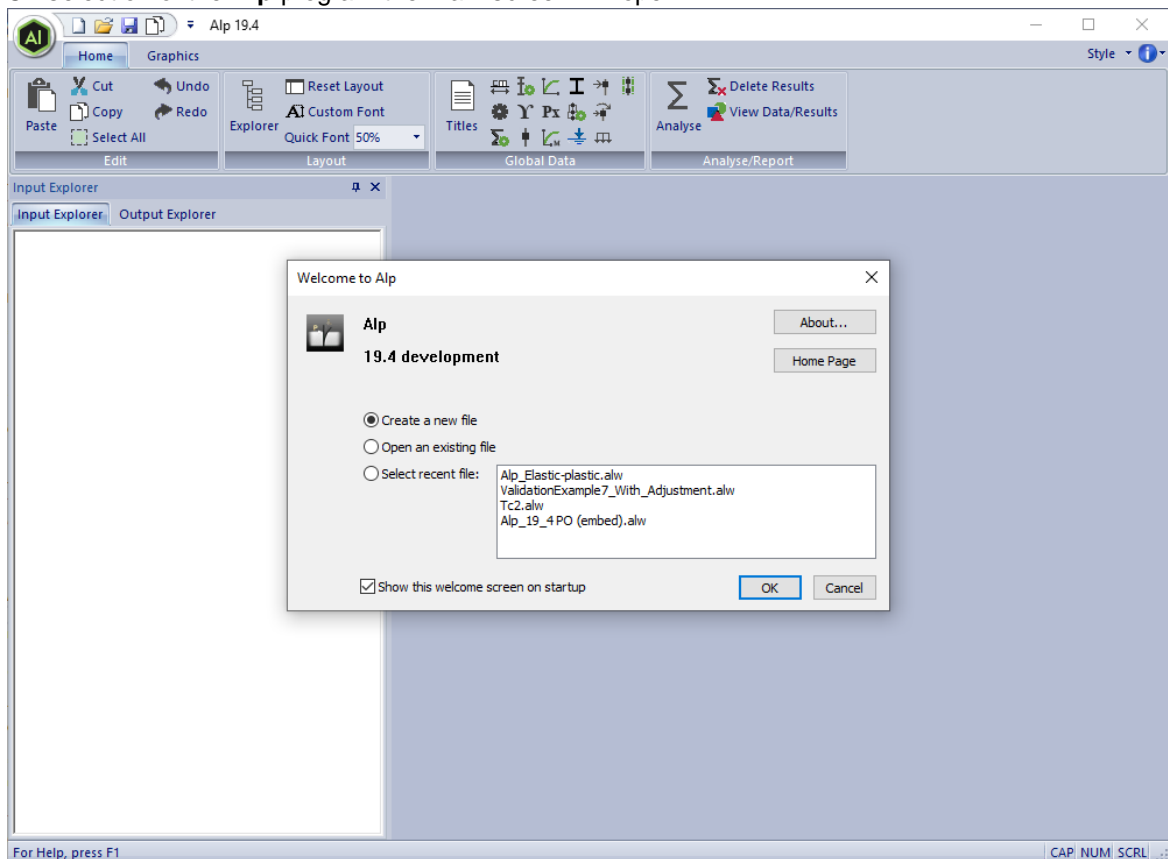 Alp 19.4
AI
Home Graphics Style
Paste Cut Copy Select All Undo Redo
Edit
Explorer Reset Layout
AI Custom Font
Quick Font 50%
Layout
Titles
Px
M
Global Data
Analyse Delete Results
View Data/Results
Analyse/Report
Input Explorer
Input Explorer Output Explorer
Welcome to Alp
Alp
About...
19.4 development
Home Page
Create a new file
Open an existing file
Select recent file:
Alp_Elastic-plastic.alw
ValidationExample7_With_Adjustment.alw
Tc2.alw
Alp_19_4 PO (embed).alw
Show this welcome screen on startup
OK Cancel
For Help, press F1
CAP NUM SCRL